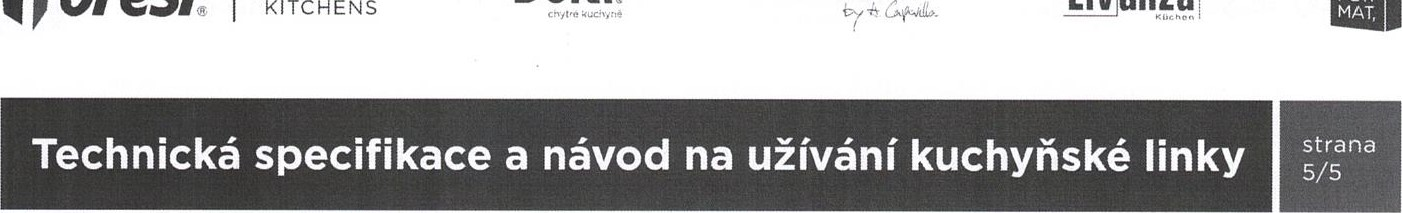 KITCHENS
chytré kuchyně
Küchen
MAT,
Technická specifikace a návod na užívání kuchyňské linky
strana
5/5